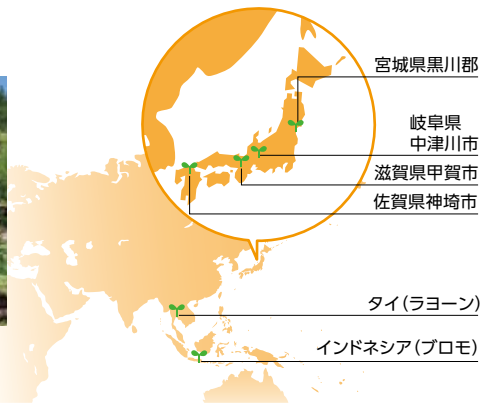 宮城県黒川郡
岐阜県
中津川市
滋賀県甲賀市
佐賀県神埼市
タイ(ラヨーン)
インドネシア(ブロモ)